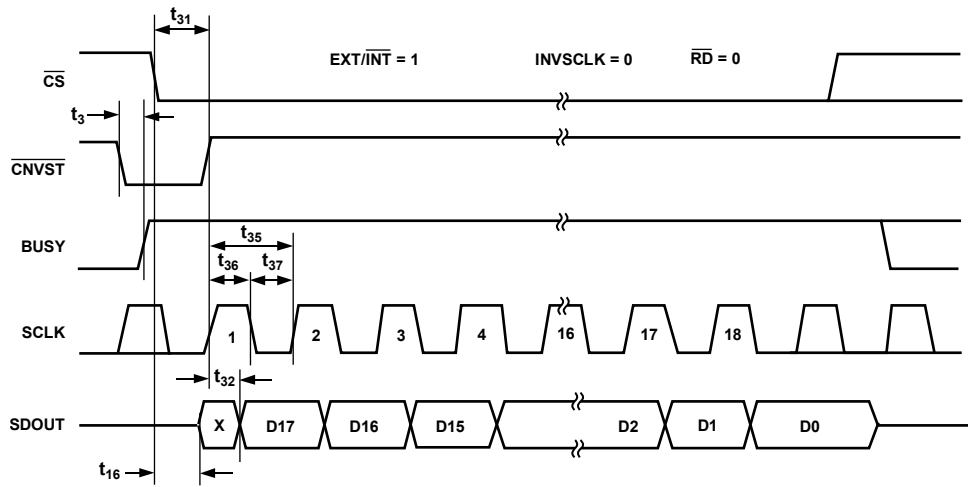 t31
EXT/INT = 1 INVSCLK = 0 RD = 0
CS
t3
CNVST
BUSY
t35
t36 t37
SCLK 1 2 3 4 16 17 18
t32
SDOUT X D17 D16 D15 D2 D1 D0
t16